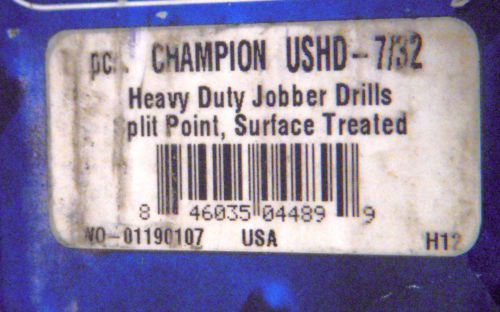 pc. CHAMPION USHD-7/32
Heavy Duty Jobber Drills
plit Point, Surface Treated
8 46035 04489 9
NO-01190107 USA H12